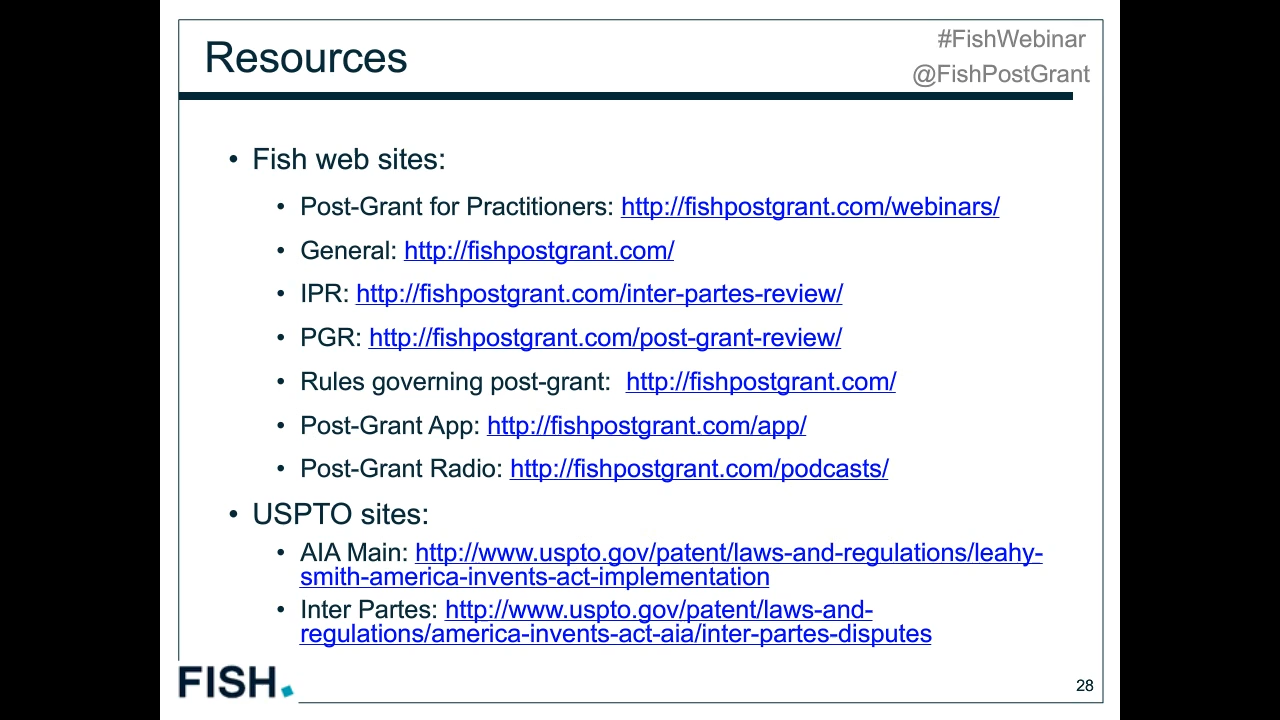 Resources
#FishWebinar
@FishPostGrant
• Fish web sites:
• Post-Grant for Practitioners: http://fishpostgrant.com/webinars/
• General: http://fishpostgrant.com/
• IPR: http://fishpostgrant.com/inter-partes-review/
• PGR: http://fishpostgrant.com/post-grant-review/
• Rules governing post-grant: http://fishpostgrant.com/
• Post-Grant App: http://fishpostgrant.com/app/
• Post-Grant Radio: http://fishpostgrant.com/podcasts/
• USPTO sites:
• AIA Main: http://www.uspto.gov/patent/laws-and-regulations/leahy-
smith-america-invents-act-implementation
• Inter Partes: http://www.uspto.gov/patent/laws-and-
regulations/america-invents-act-aia/inter-partes-disputes
FISH.
28